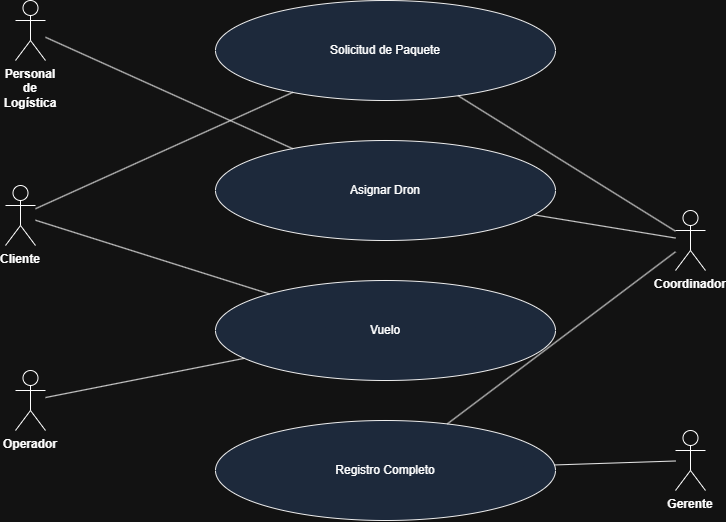 Solicitud de Paquete
Personal
de
Logística
Asignar Dron
Cliente
Coordinador
Vuelo
Operador
Registro Completo
Gerente